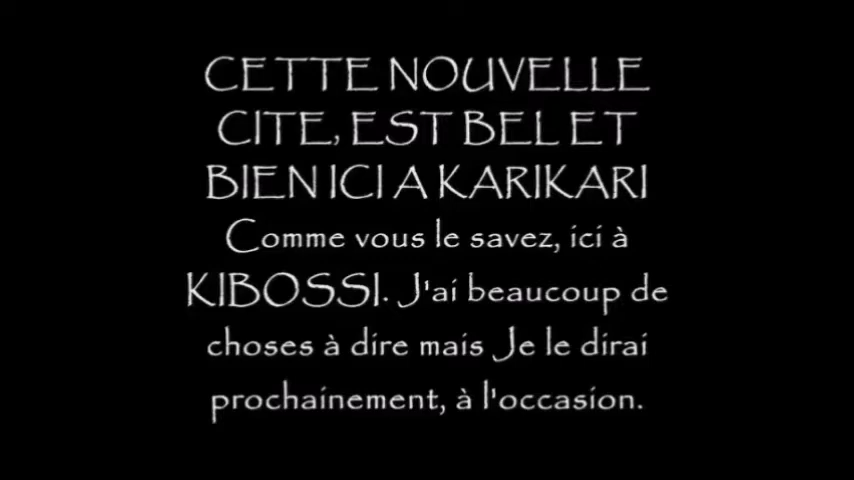 CETTE NOUVELLE
CITE, EST BEL ET
BIEN ICI A KARIKARI
Comme vous le savez, ici à
KIBOSSI. J'ai beaucoup de
choses à dire mais Je le dirai
prochainement, à l'occasion.